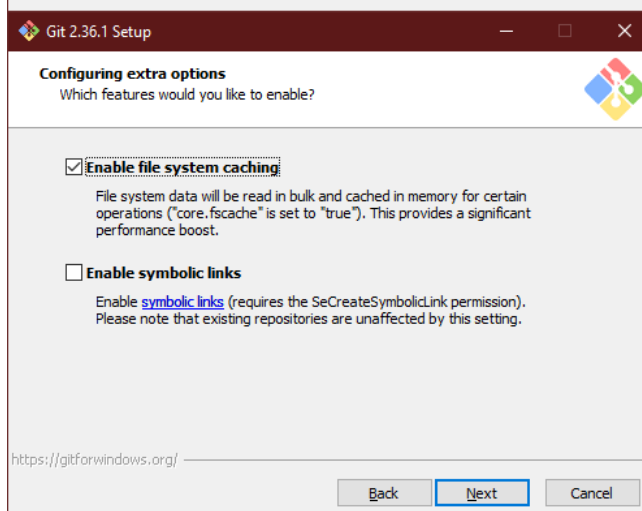 Git 2.36.1 Setup
Configuring extra options
Which features would you like to enable?
Enable file system caching
File system data will be read in bulk and cached in memory for certain
operations ("core.fscache" is set to "true"). This provides a significant
performance boost.
Enable symbolic links
Enable symbolic links (requires the SeCreateSymbolicLink permission).
Please note that existing repositories are unaffected by this setting.
https://gitforwindows.org/
Back Next Cancel